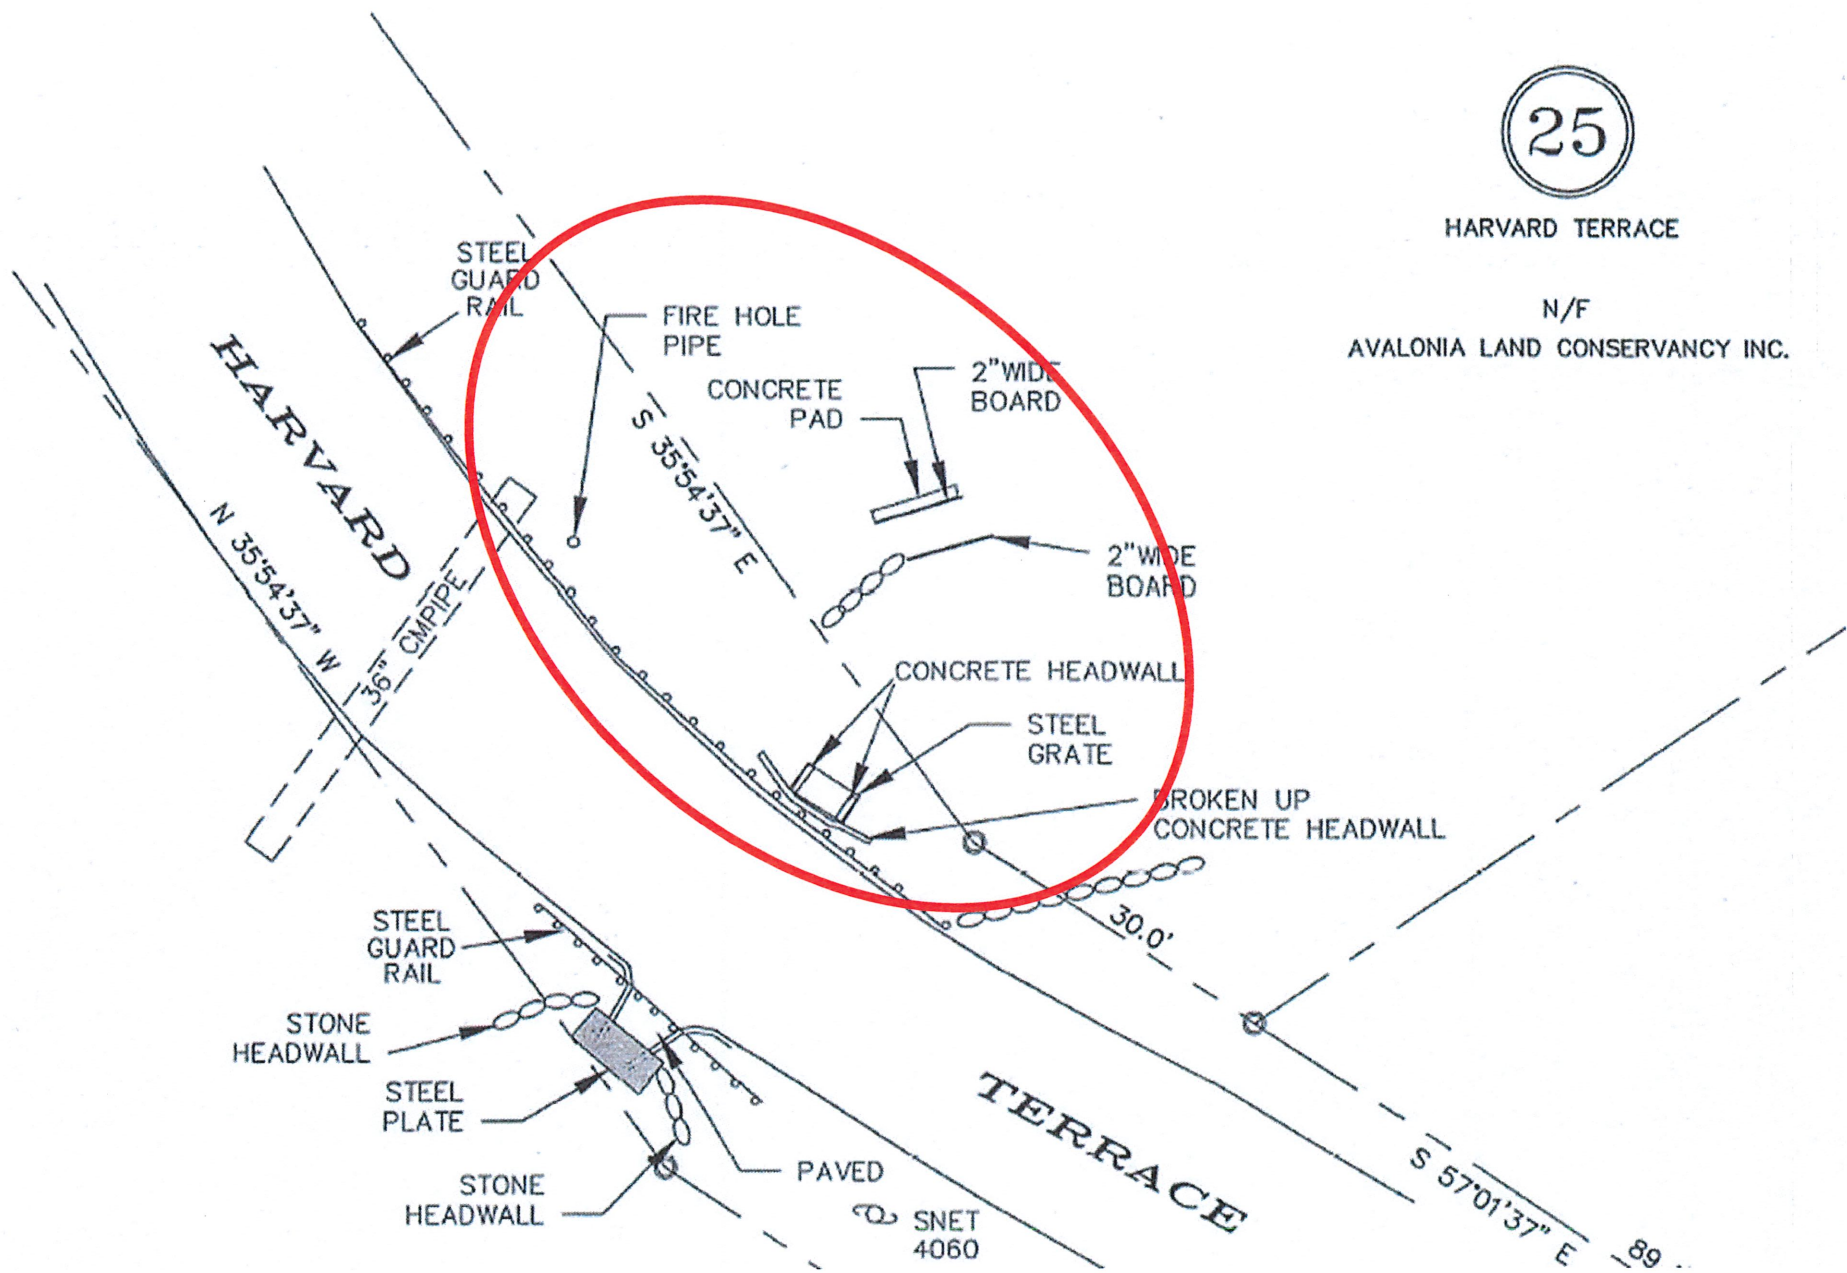 25
HARVARD TERRACE
N/F
AVALONIA LAND CONSERVANCY INC.
STEEL
GUARD
RAIL
FIRE HOLE
PIPE
CONCRETE
PAD
2"WIDE
BOARD
HARVARD
S 35°54'37" E
2"WIDE
BOARD
N 35°54'37" W
36" CMPIPE
CONCRETE HEADWALL
STEEL
GRATE
BROKEN UP
CONCRETE HEADWALL
30.0'
STEEL
GUARD
RAIL
STONE
HEADWALL
STEEL
PLATE
STONE
HEADWALL
PAVED
TERRACE
SNET
4060
S 57°01'37" E
89.